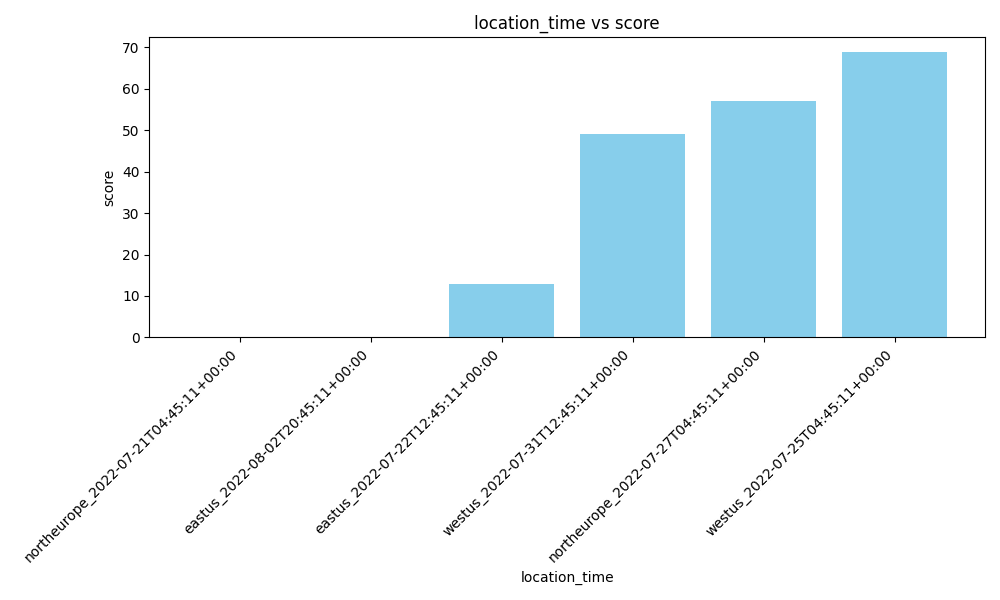 location_time vs score
70
60
50
40
30
20
10
0
score
northeurope_2022-07-21T04:45:11+00:00
eastus_2022-08-02T20:45:11+00:00
eastus_2022-07-22T12:45:11+00:00
westus_2022-07-31T12:45:11+00:00
northeurope_2022-07-27T04:45:11+00:00
westus_2022-07-25T04:45:11+00:00
location_time